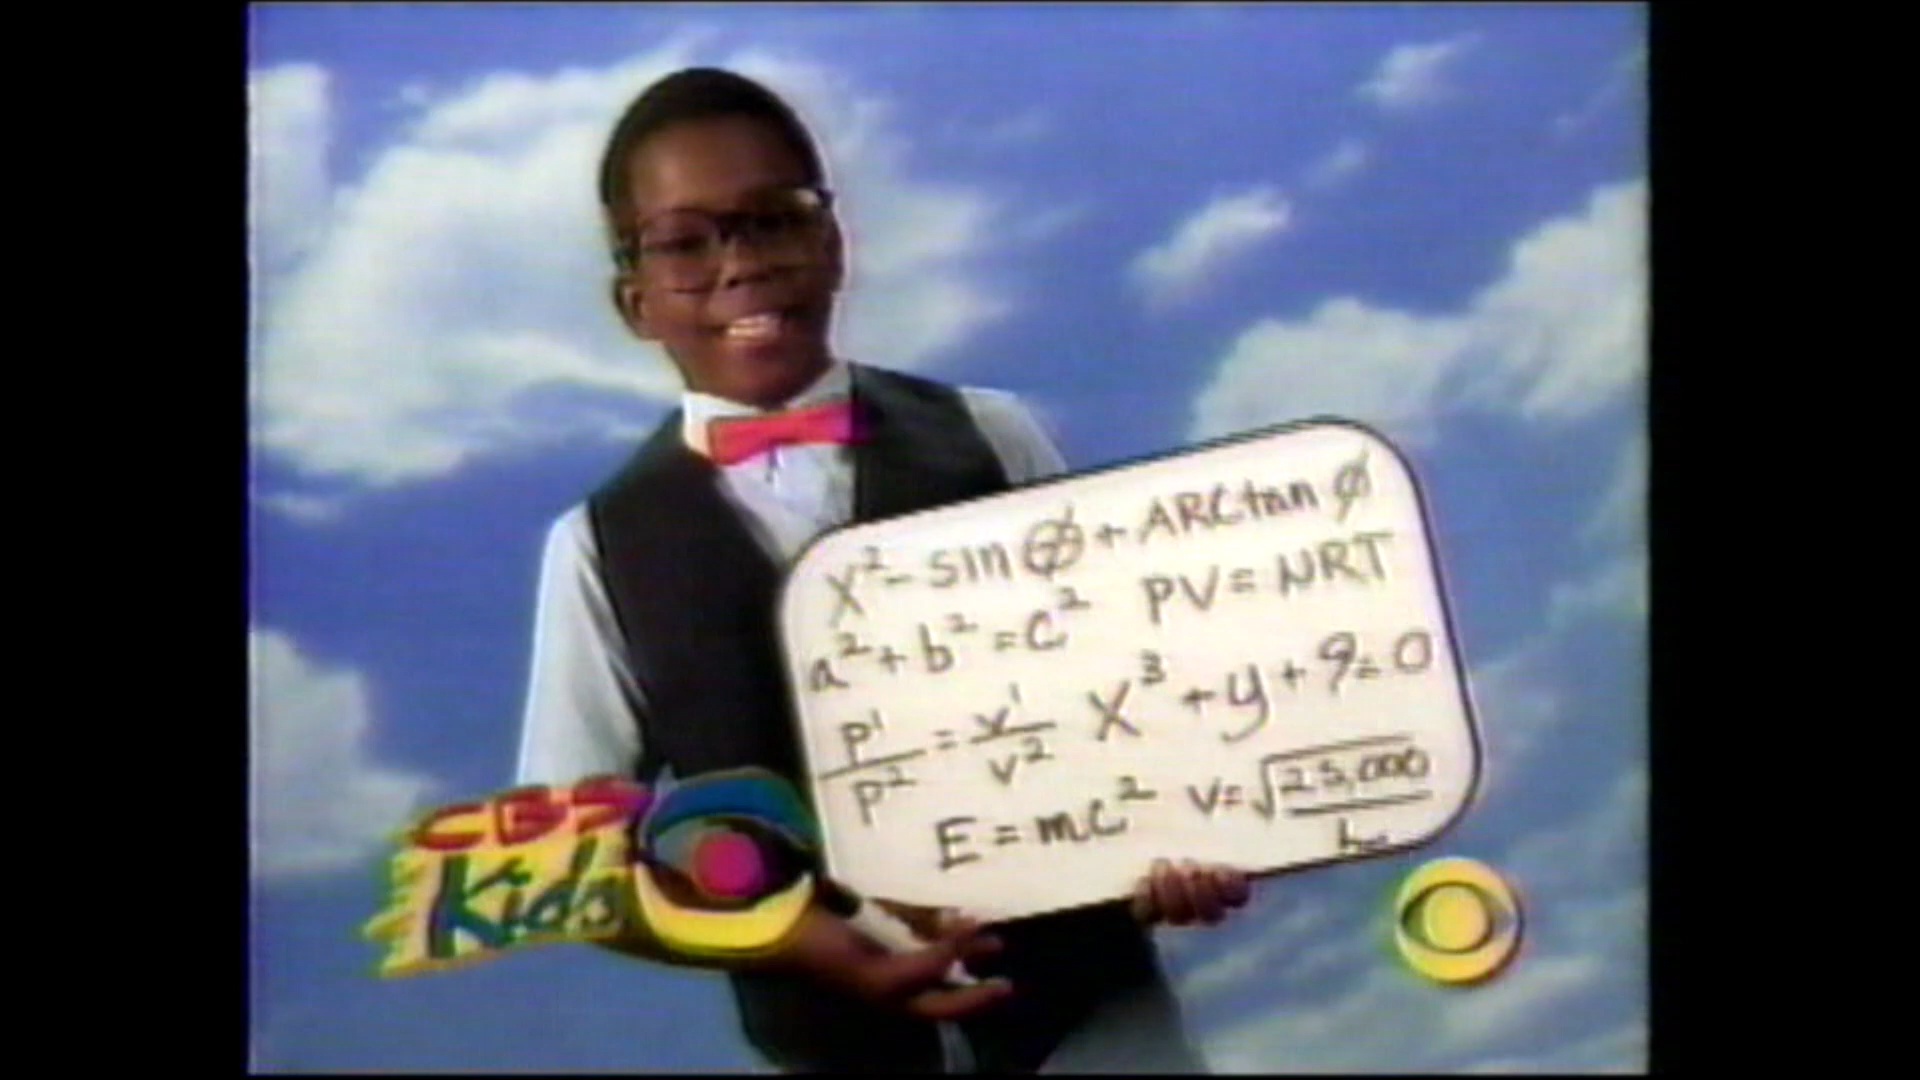 X²-sin Ø + ARCtan Ø
a²+b²=c² PV=NRT
P¹/P² = V¹/V² X³+y+9=0
E=mc² V=√25,000/h
CBS
Kids